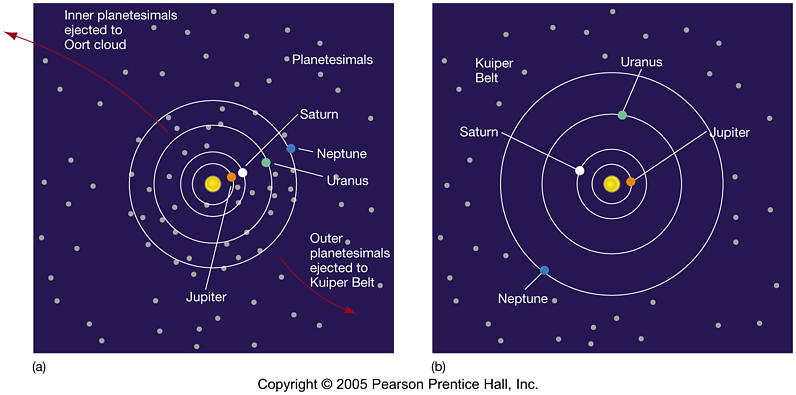 Inner planetesimals
ejected to
Oort cloud
Planetesimals
Saturn
Neptune
Uranus
Outer
planetesimals
ejected to
Kuiper Belt
Jupiter
(a)
Kuiper
Belt
Uranus
Saturn
Jupiter
Neptune
(b)
Copyright © 2005 Pearson Prentice Hall, Inc.